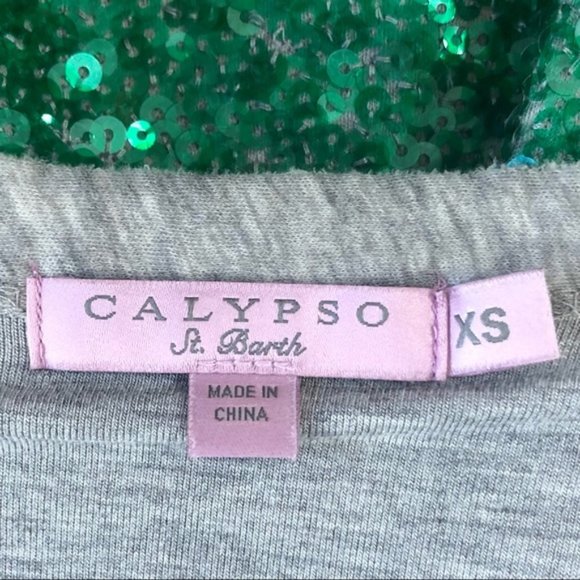 CALYPSO
St. Barth
XS
MADE IN
CHINA